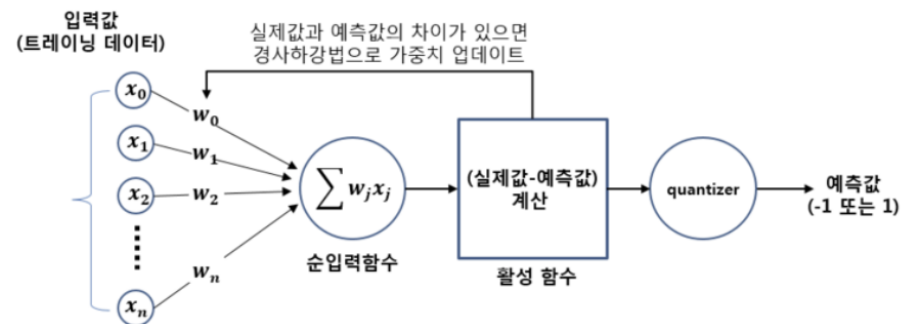 입력값
(트레이닝 데이터)
실제값과 예측값의 차이가 있으면
경사하강법으로 가중치 업데이트
x₀
x₁
x₂
xₙ
w₀
w₁
w₂
wₙ
∑ wⱼxⱼ
순입력함수
(실제값-예측값)
계산
활성 함수
quantizer
예측값
(-1 또는 1)